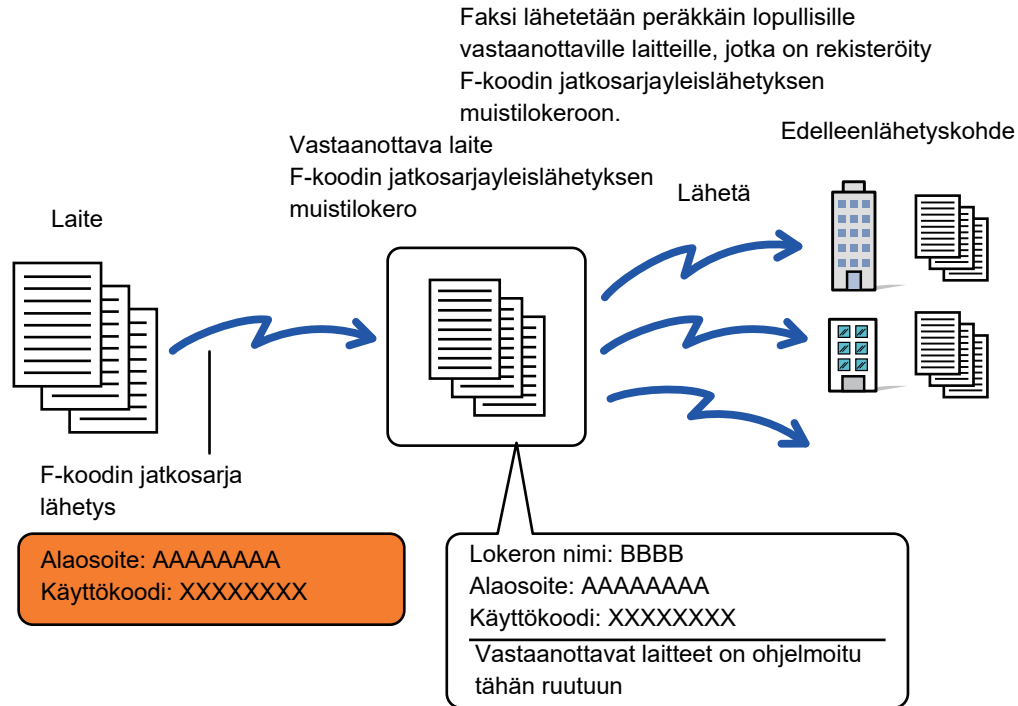 Faksi lähetetään peräkkäin lopullisille
vastaanottaville laitteille, jotka on rekisteröity
F-koodin jatkosarjayleislähetyksen
muistilokeroon.
Edelleenlähetyskohde
Vastaanottava laite
F-koodin jatkosarjayleislähetyksen
muistilokero
Lähetä
Laite
F-koodin jatkosarja
lähetys
Alaosoite: AAAAAAAA
Käyttökoodi: XXXXXXXX
Lokeron nimi: BBBB
Alaosoite: AAAAAAAA
Käyttökoodi: XXXXXXXX
Vastaanottavat laitteet on ohjelmoitu
tähän ruutuun